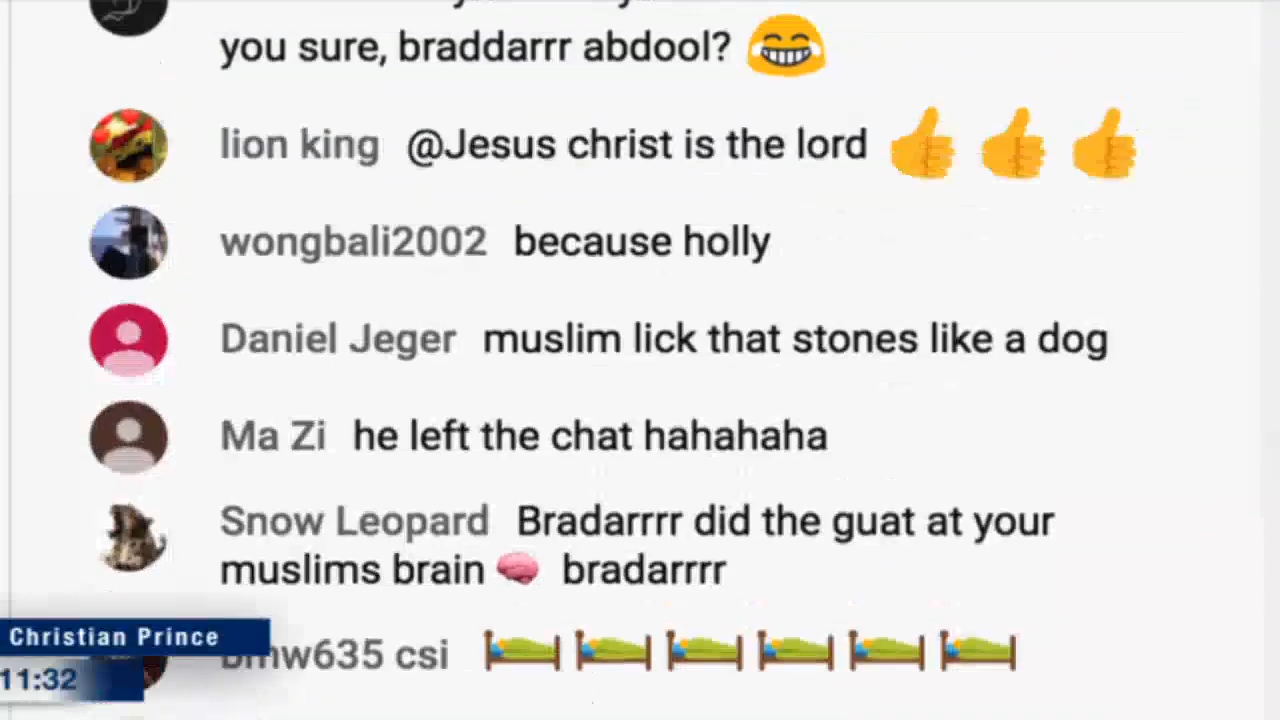 you sure, braddarrr abdool? 😂
lion king @Jesus christ is the lord 👍 👍 👍
wongbali2002 because holly
Daniel Jeger muslim lick that stones like a dog
Ma Zi he left the chat hahahaha
Snow Leopard Bradarrrr did the guat at your
muslims brain 🧠 bradarrrr
Christian Prince
bmw635 csi 🛌 🛌 🛌 🛌 🛌 🛌
11:32